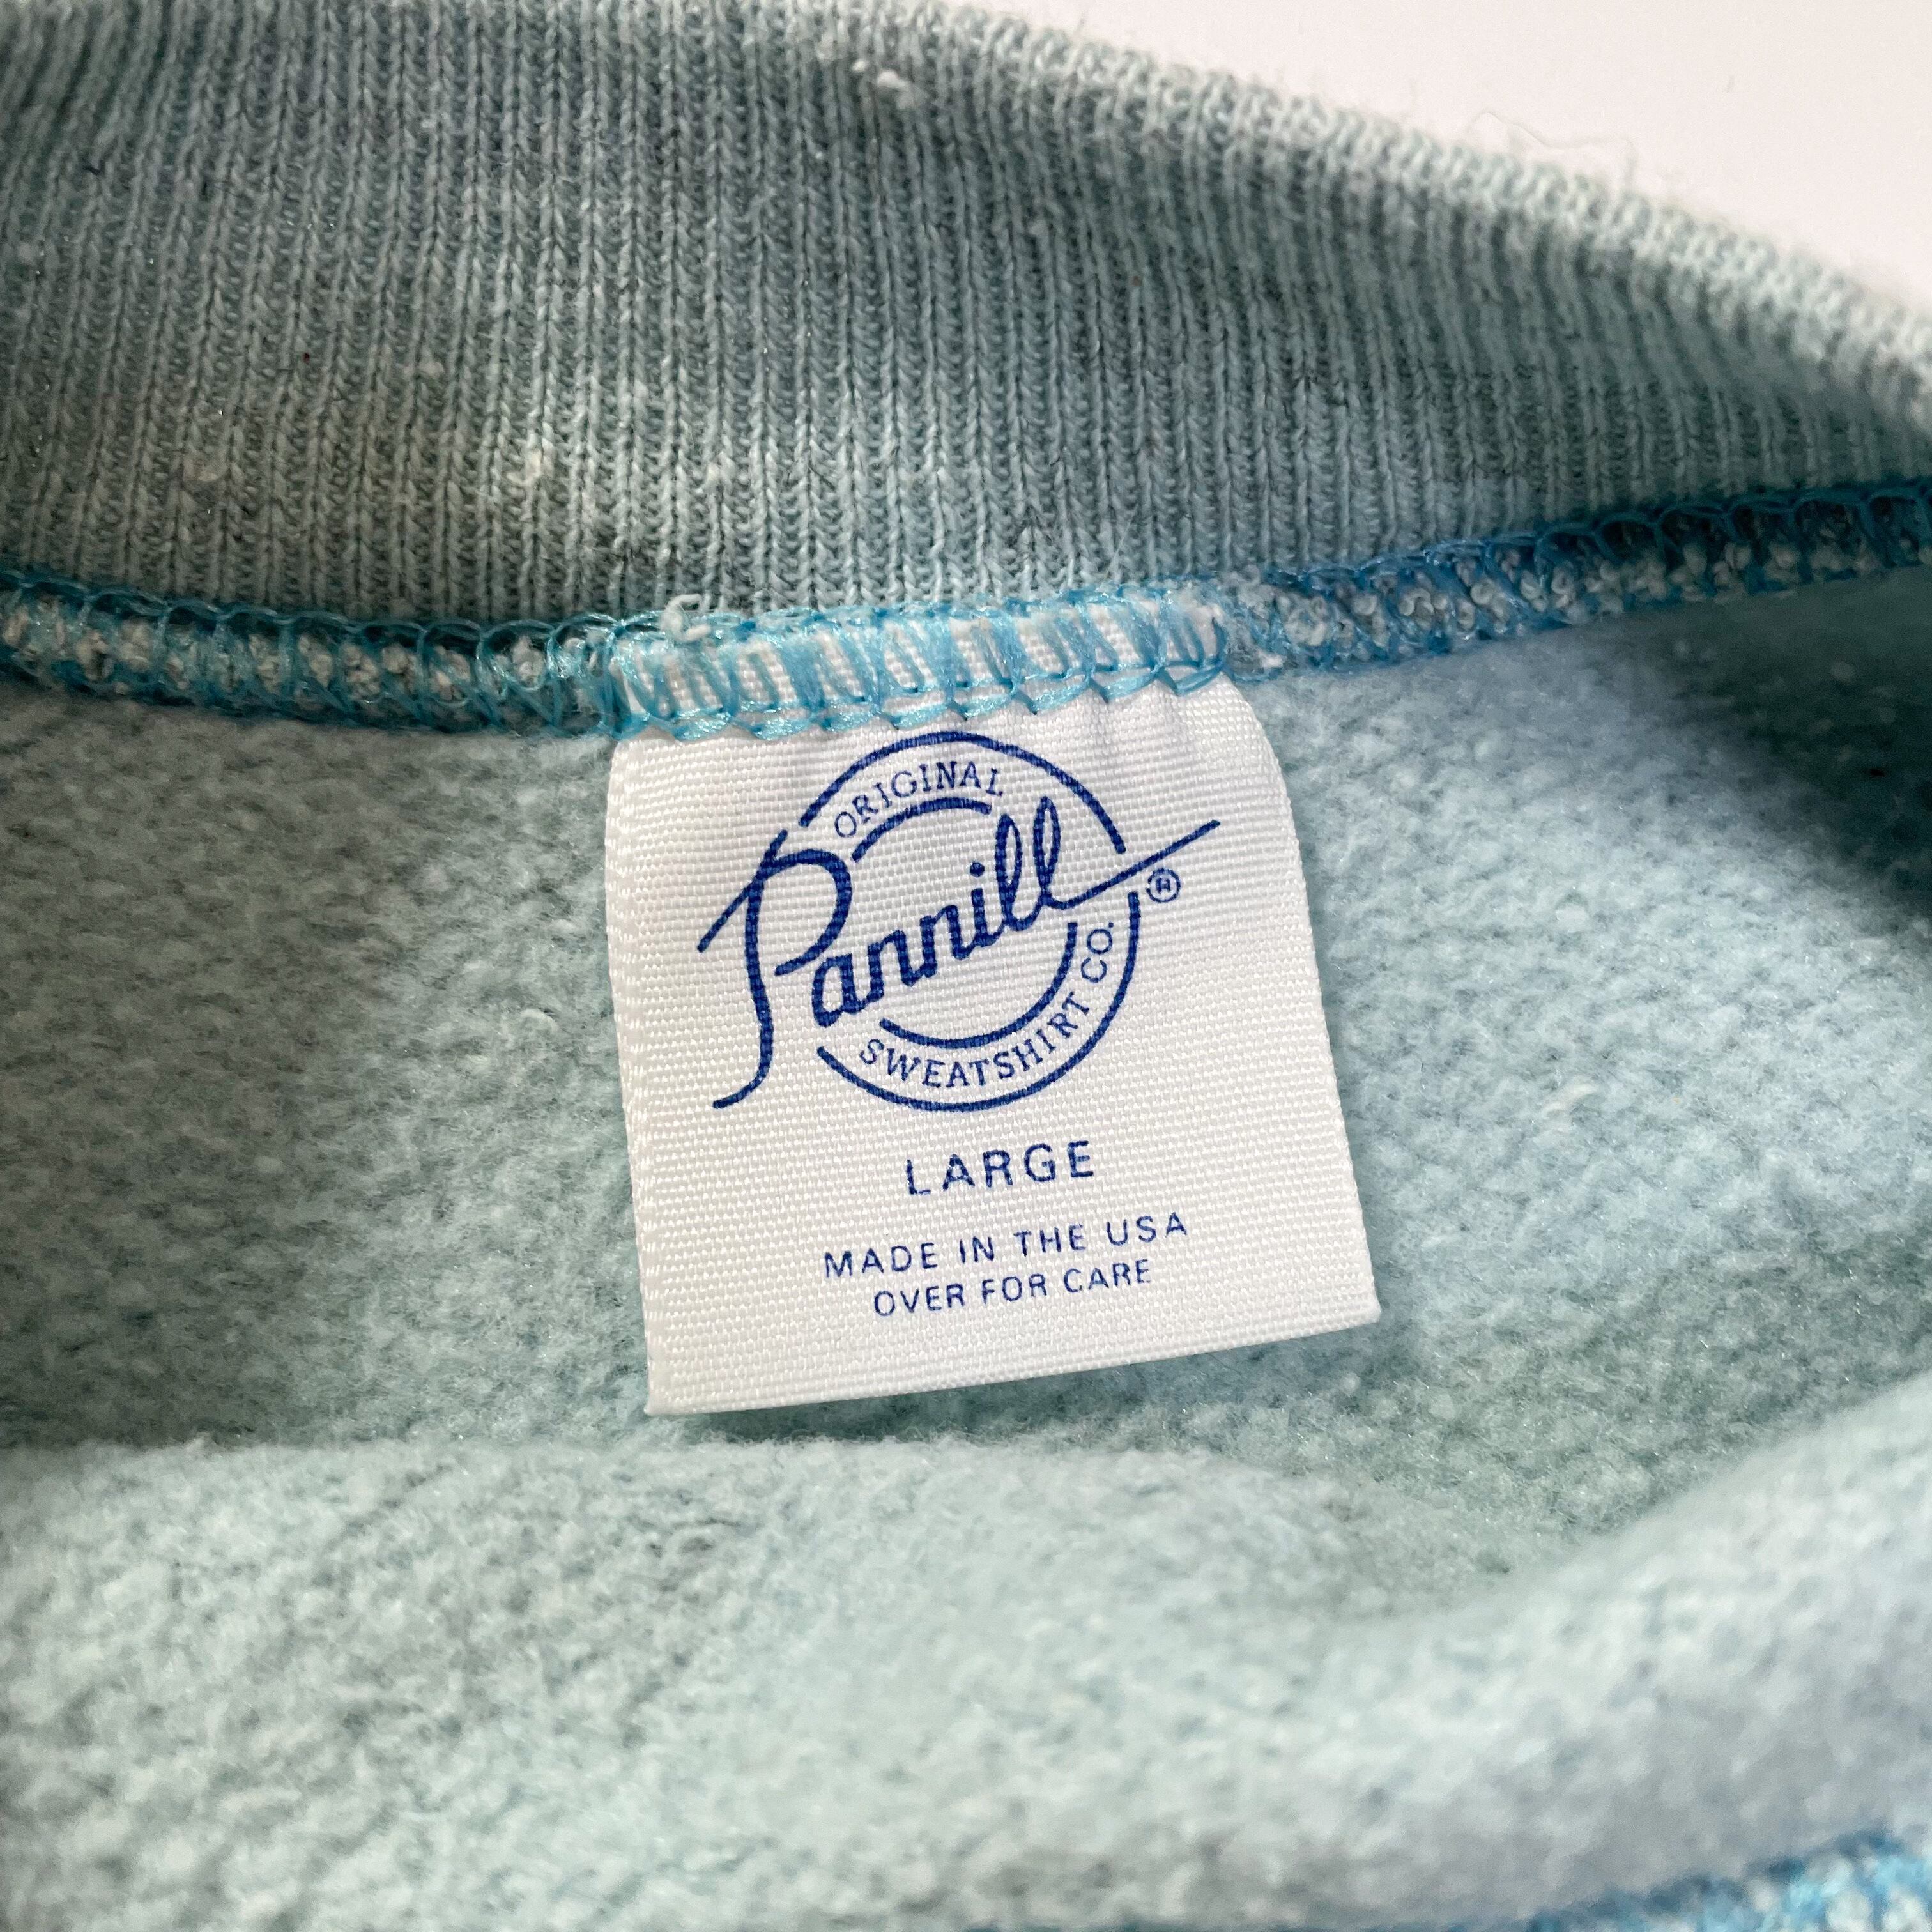 ORIGINAL
Pannill®
SWEATSHIRT CO.
LARGE
MADE IN THE USA
OVER FOR CARE